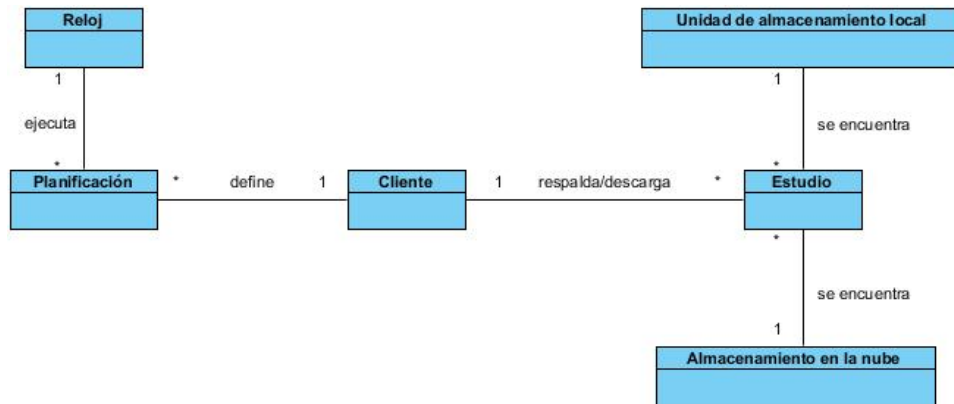 Reloj
Unidad de almacenamiento local
1
1
ejecuta
se encuentra
*
*
Planificación
*
define
1
Cliente
1
respalda/descarga
*
Estudio
*
se encuentra
1
Almacenamiento en la nube